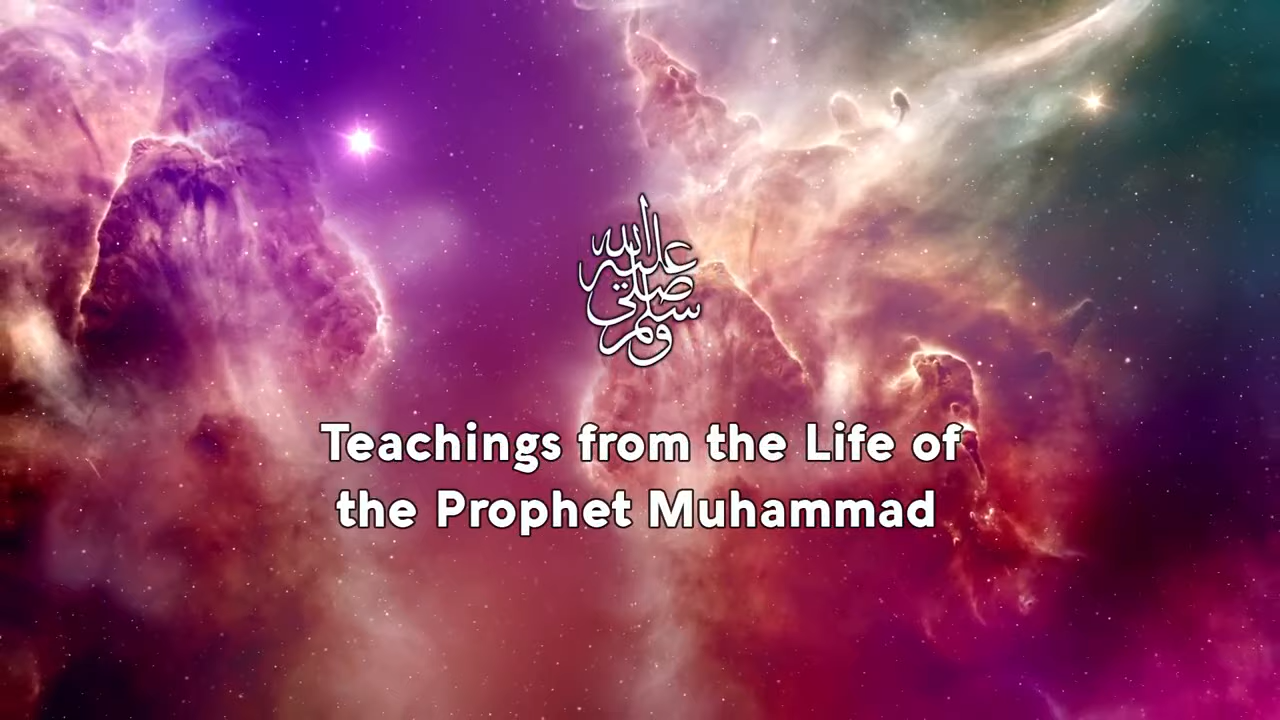 صلى الله عليه وسلم
Teachings from the Life of
the Prophet Muhammad